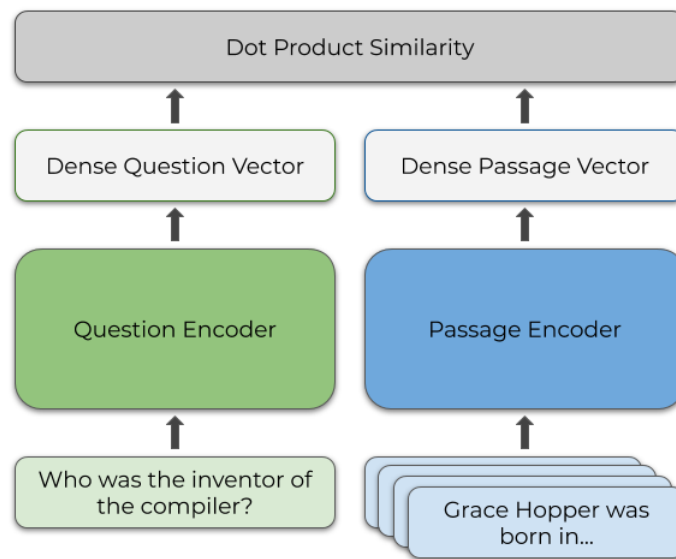 Dot Product Similarity
Dense Question Vector
Dense Passage Vector
Question Encoder
Passage Encoder
Who was the inventor of
the compiler?
Grace Hopper was
born in...